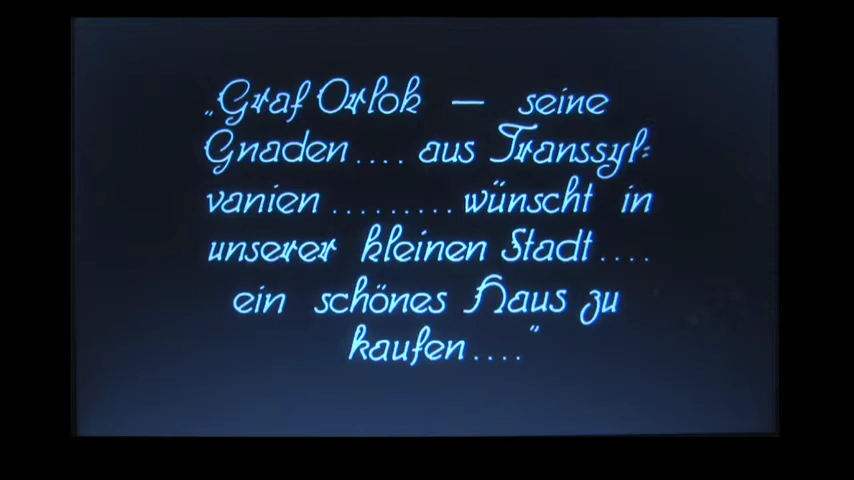 „Graf Orlok — seine
Gnaden.... aus Transsyl=
vanien ......... wünscht in
unserer kleinen Stadt....
ein schönes Haus zu
kaufen...."